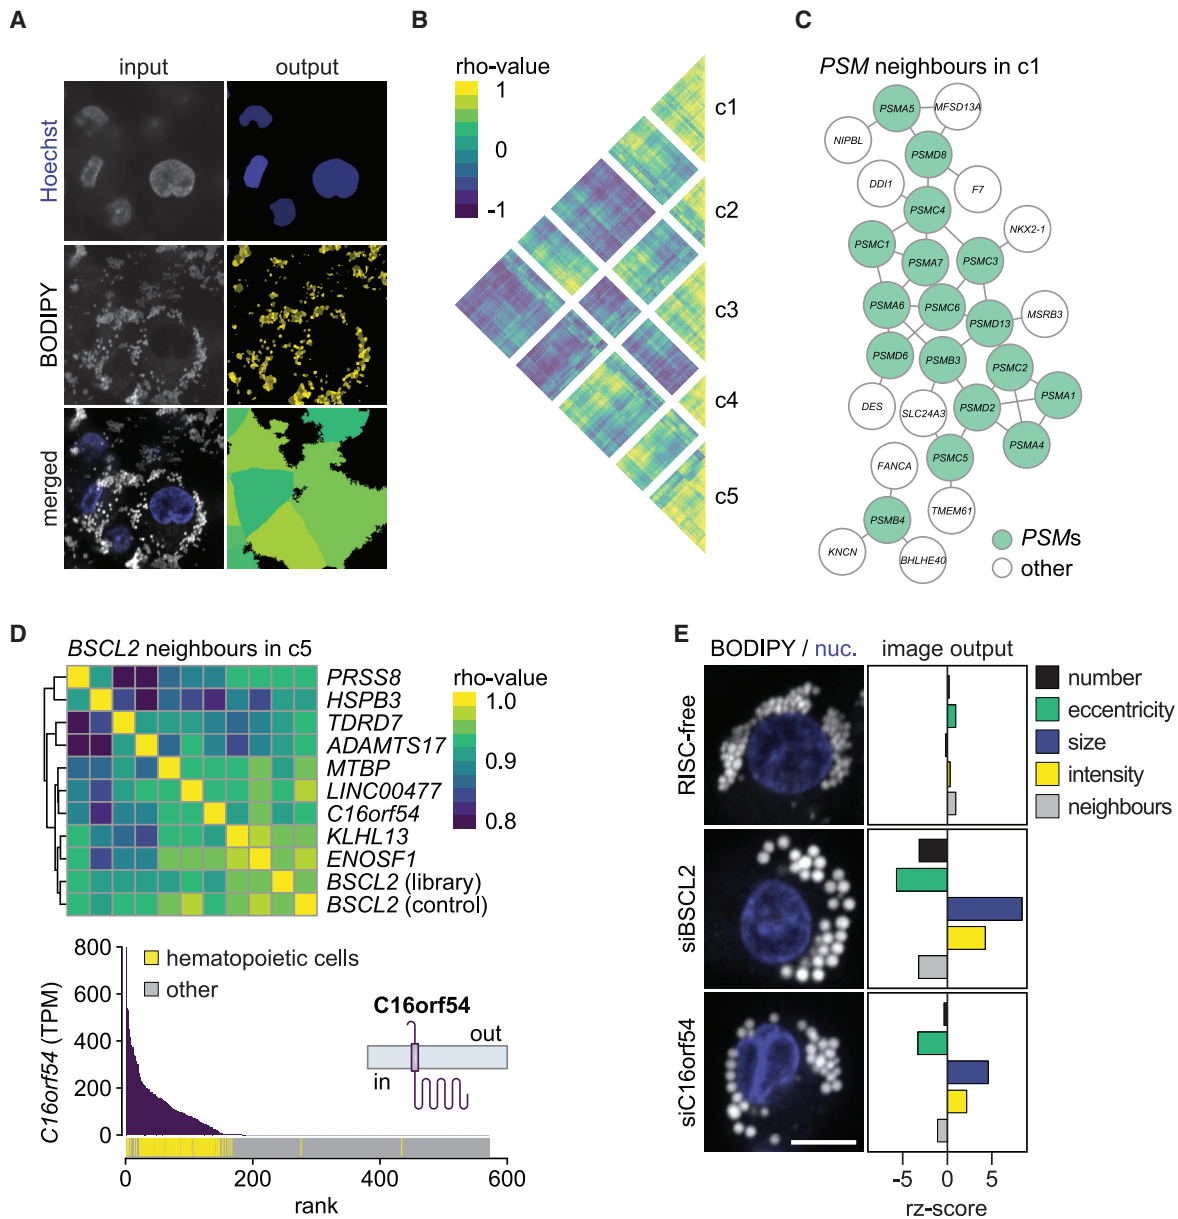 A
input
output
Hoechst
BODIPY
merged
B
rho-value
1
0
-1
c1
c2
c3
c4
c5
C
PSM neighbours in c1
PSMA5
MFSD13A
NIPBL
PSMD8
DDI1
F7
PSMC4
NKX2-1
PSMC1
PSMA7
PSMC3
PSMA6
PSMC6
PSMD13
MSRB3
PSMD6
PSMB3
PSMC2
PSMA1
DES
SLC24A3
PSMD2
PSMA4
FANCA
PSMC5
PSMB4
TMEM61
KNCN
BHLHE40
PSMs
other
D
BSCL2 neighbours in c5
PRSS8
HSPB3
TDRD7
ADAMTS17
MTBP
LINC00477
C16orf54
KLHL13
ENOSF1
BSCL2 (library)
BSCL2 (control)
rho-value
1.0
0.9
0.8
C16orf54 (TPM)
800
600
400
200
0
hematopoietic cells
other
C16orf54
out
in
0
200
400
600
rank
E
BODIPY / nuc.
image output
RISC-free
siBSCL2
siC16orf54
number
eccentricity
size
intensity
neighbours
-5
0
5
rz-score